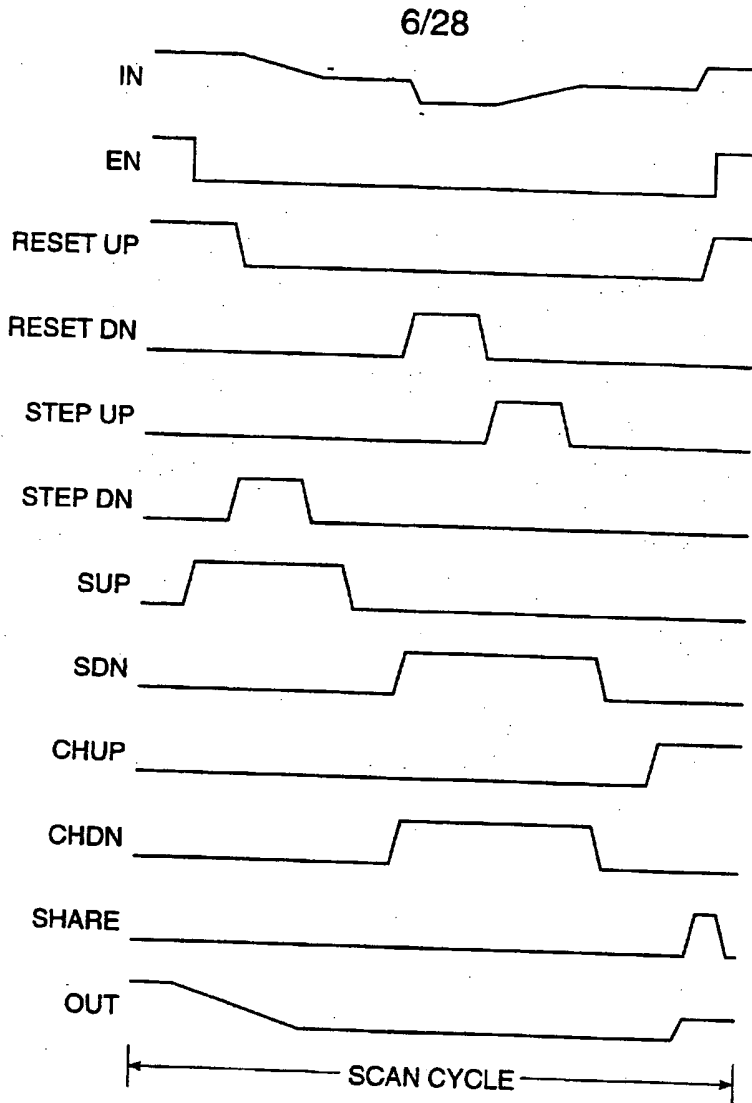 6/28
IN
EN
RESET UP
RESET DN
STEP UP
STEP DN
SUP
SDN
CHUP
CHDN
SHARE
OUT
SCAN CYCLE